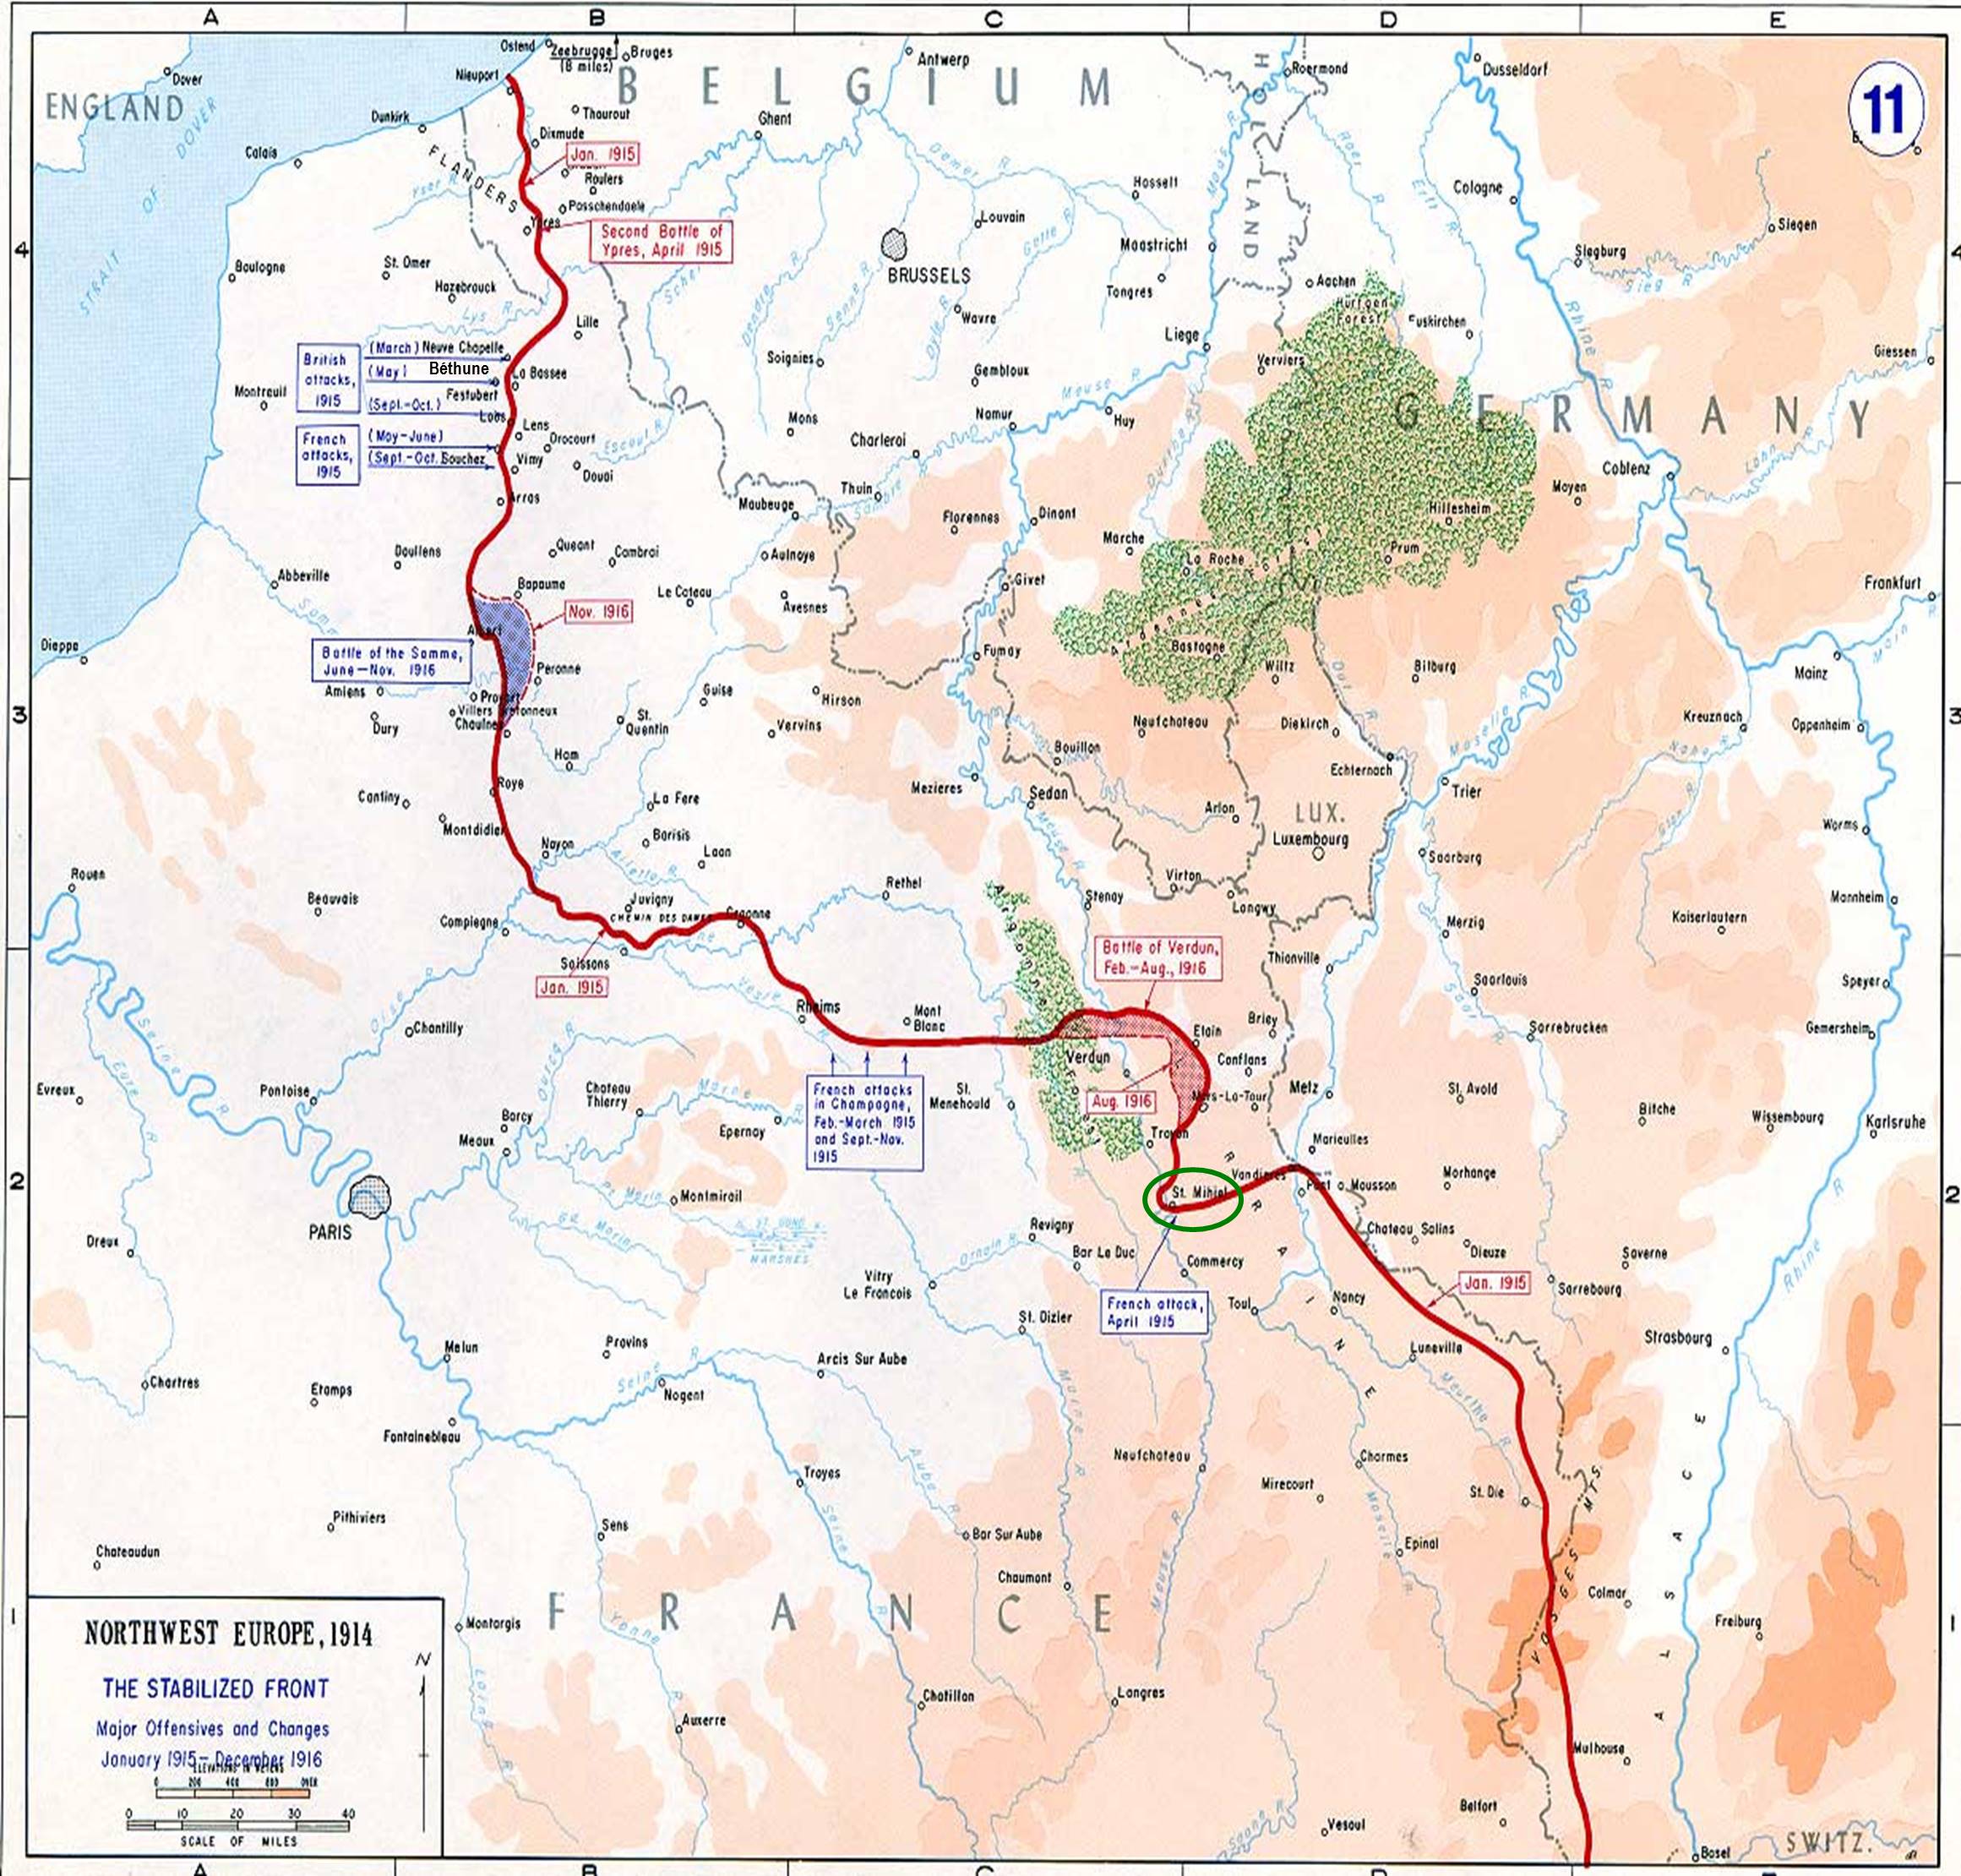 A B C D E
11
ENGLAND
Dover
STRAIT OF DOVER
Ostend
Zeebrugge
(8 miles)
Bruges
Nieuport
BELGIUM
Antwerp
HOLLAND
Roermond
Dusseldorf
Dunkirk
Thourout
Ghent
Calais
FLANDERS
Dixmude
Jan. 1915
Roulers
Yser R
Passchendaele
Ypres
Second Battle of
Ypres, April 1915
Demer R
Hosselt
Maas R
Roer R
Erft R
Cologne
Louvain
Gette R
Maastricht
Siegen
Siegburg
Sieg R
4
4
Boulogne
St. Omer
Hazebrouck
Lys R
Lille
BRUSSELS
Dendre R
Senne R
Dyle R
Wavre
Tongres
Aachen
Hürtgen
Forest
Euskirchen
Rhine R
Liege
Verviers
Giessen
British
attacks,
1915
(March) Neuve Chapelle
(May) Béthune
La Bassee
Festubert
(Sept.-Oct.)
Loos
Montreuil
Soignies
Gembloux
Meuse R
Huy
Namur
Mons
Charleroi
GERMANY
French
attacks,
1915
(May-June)
(Sept.-Oct. Bouchez
Lens
Drocourt
Vimy
Douai
Escout R
Arras
Ourthe R
Coblenz
Lahn R
Mayen
Thuin
Sambre R
Maubeuge
Florennes
Dinant
Hillesheim
Doullens
Queant
Cambrai
Aulnoye
Marche
La Roche
Prum
Abbeville
Bapaume
Le Cateau
Avesnes
Givet
Frankfurt
Nov. 1916
Ardennes
Main R
Dieppe
Albert
Battle of the Somme,
June-Nov. 1916
Peronne
Fumay
Bastogne
Wiltz
Our R
Bitburg
Mainz
Amiens
Proyart
Villers Bretonneux
Chaulnes
Guise
Hirson
3
3
Dury
St.
Quentin
Vervins
Neufchateau
Diekirch
Moselle R
Kreuznach
Oppenheim
Nahe R
Ham
Bouillon
Echternach
Roye
Mezieres
Sedan
Trier
Cantiny
La Fere
Arlon
LUX.
Luxembourg
Glan R
Worms
Montdidier
Barisis
Noyon
Laon
Meuse R
Saarburg
Ailette R
Rouen
Rethel
Virton
Beauvais
Juvigny
Stenay
Longwy
Mannheim
CHEMIN DES DAMES
Craonne
Compiegne
Aisne
Argonne
Merzig
Kaiserlautern
Soissons
Battle of Verdun,
Feb.-Aug., 1916
Thionville
Jan. 1915
Vesle R
Saarlouis
Speyer
Saar R
Rheims
Mont
Blanc
Etain
Briey
Sarrebrucken
Gemersheim
Chantilly
Oise R
Seine R
Verdun
Conflans
Evreux
Eure R
Pontoise
Ourcq R
Chateau
Thierry
Marne R
French attacks
in Champagne,
Feb.-March 1915
and Sept.-Nov.
1915
St.
Menehould
Aug. 1916
Mars-La-Tour
Metz
St. Avold
Bitche
Wissembourg
Karlsruhe
Barcy
Meaux
Epernay
Troyon
Marieulles
2
2
St. Mihiel
Vandieres
Pont a Mousson
Morhange
PARIS
Pt. Morin R
Montmirail
Gd. Morin
ST. GOND
MARSHES
LORRAINE
Dreux
Revigny
Ornain R
Bar Le Duc
Commercy
Chateau Salins
Dieuze
Saverne
Vitry
Le Francois
French attack,
April 1915
Toul
Nancy
Jan. 1915
Sarrebourg
Rhine R
St. Dizier
Luneville
Strasbourg
Melun
Provins
Arcis Sur Aube
Chartres
Etamps
Seine R
Nogent
Marne R
Meurthe R
Fontainebleau
Troyes
Aube R
Neufchateau
Charmes
Mirecourt
ALSACE
St. Die
VOSGES MTS.
Pithiviers
Sens
Seine R
Bar Sur Aube
Moselle R
Epinal
Chateaudun
Chaumont
Meuse R
Colmar
Freiburg
1
1
Montargis
FRANCE
Yonne R
Loing R
Chatillon
Langres
Auxerre
Mulhouse
Belfort
Vesoul
Saone R
Basel
SWITZ.
NORTHWEST EUROPE, 1914
THE STABILIZED FRONT
Major Offensives and Changes
January 1915-December 1916
ELEVATIONS IN METERS
0 200 400 800 OVER
0 10 20 30 40
SCALE OF MILES
N
A B C D